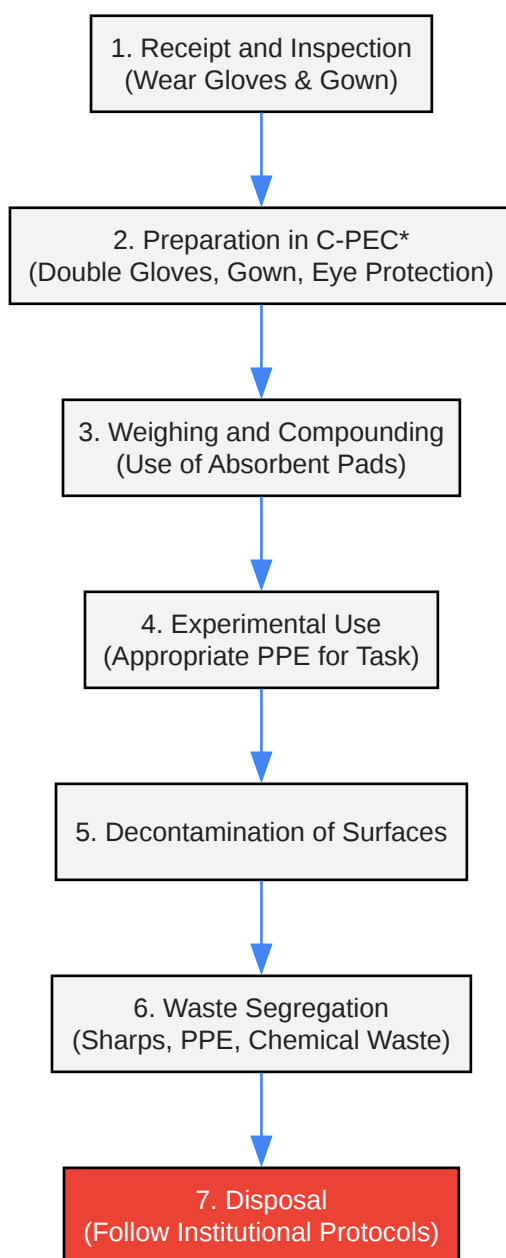 1. Receipt and Inspection
(Wear Gloves & Gown)
2. Preparation in C-PEC*
(Double Gloves, Gown, Eye Protection)
3. Weighing and Compounding
(Use of Absorbent Pads)
4. Experimental Use
(Appropriate PPE for Task)
5. Decontamination of Surfaces
6. Waste Segregation
(Sharps, PPE, Chemical Waste)
7. Disposal
(Follow Institutional Protocols)